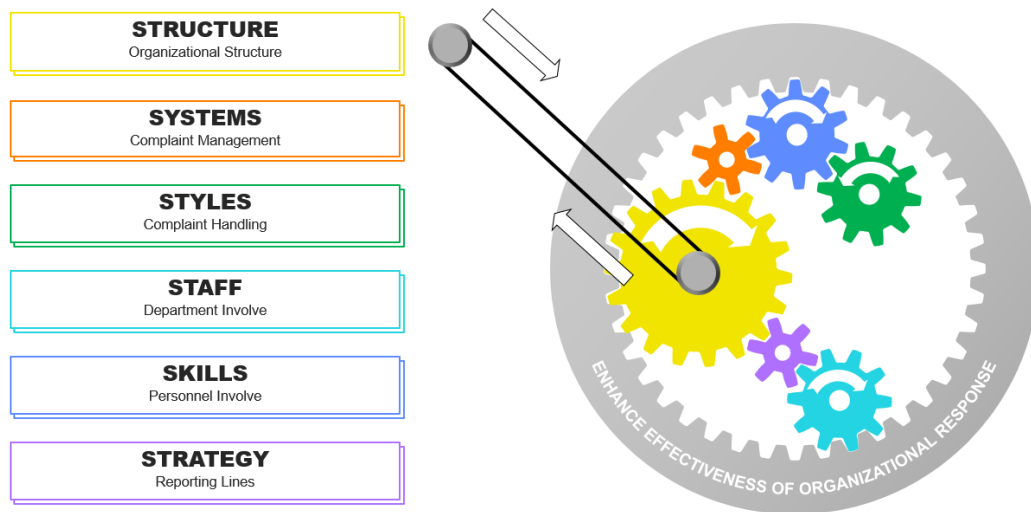 STRUCTURE
Organizational Structure
SYSTEMS
Complaint Management
STYLES
Complaint Handling
STAFF
Department Involve
SKILLS
Personnel Involve
STRATEGY
Reporting Lines
ENHANCE EFFECTIVENESS OF ORGANIZATIONAL RESPONSE